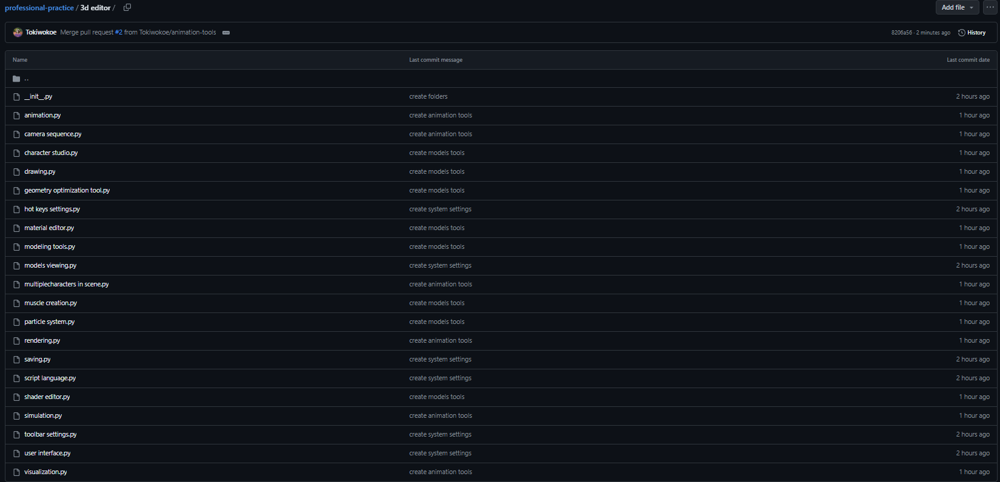 professional-practice / 3d editor /
Add file
Tokiwokoe Merge pull request #2 from Tokiwokoe/animation-tools
8206a56 · 2 minutes ago History
Name Last commit message Last commit date
..
__init__.py create folders 2 hours ago
animation.py create animation tools 1 hour ago
camera sequence.py create animation tools 1 hour ago
character studio.py create models tools 1 hour ago
drawing.py create models tools 1 hour ago
geometry optimization tool.py create models tools 1 hour ago
hot keys settings.py create system settings 2 hours ago
material editor.py create models tools 1 hour ago
modeling tools.py create models tools 1 hour ago
models viewing.py create system settings 2 hours ago
multiplecharacters in scene.py create animation tools 1 hour ago
muscle creation.py create models tools 1 hour ago
particle system.py create models tools 1 hour ago
rendering.py create animation tools 1 hour ago
saving.py create system settings 2 hours ago
script language.py create system settings 2 hours ago
shader editor.py create models tools 1 hour ago
simulation.py create animation tools 1 hour ago
toolbar settings.py create system settings 2 hours ago
user interface.py create system settings 2 hours ago
visualization.py create animation tools 1 hour ago